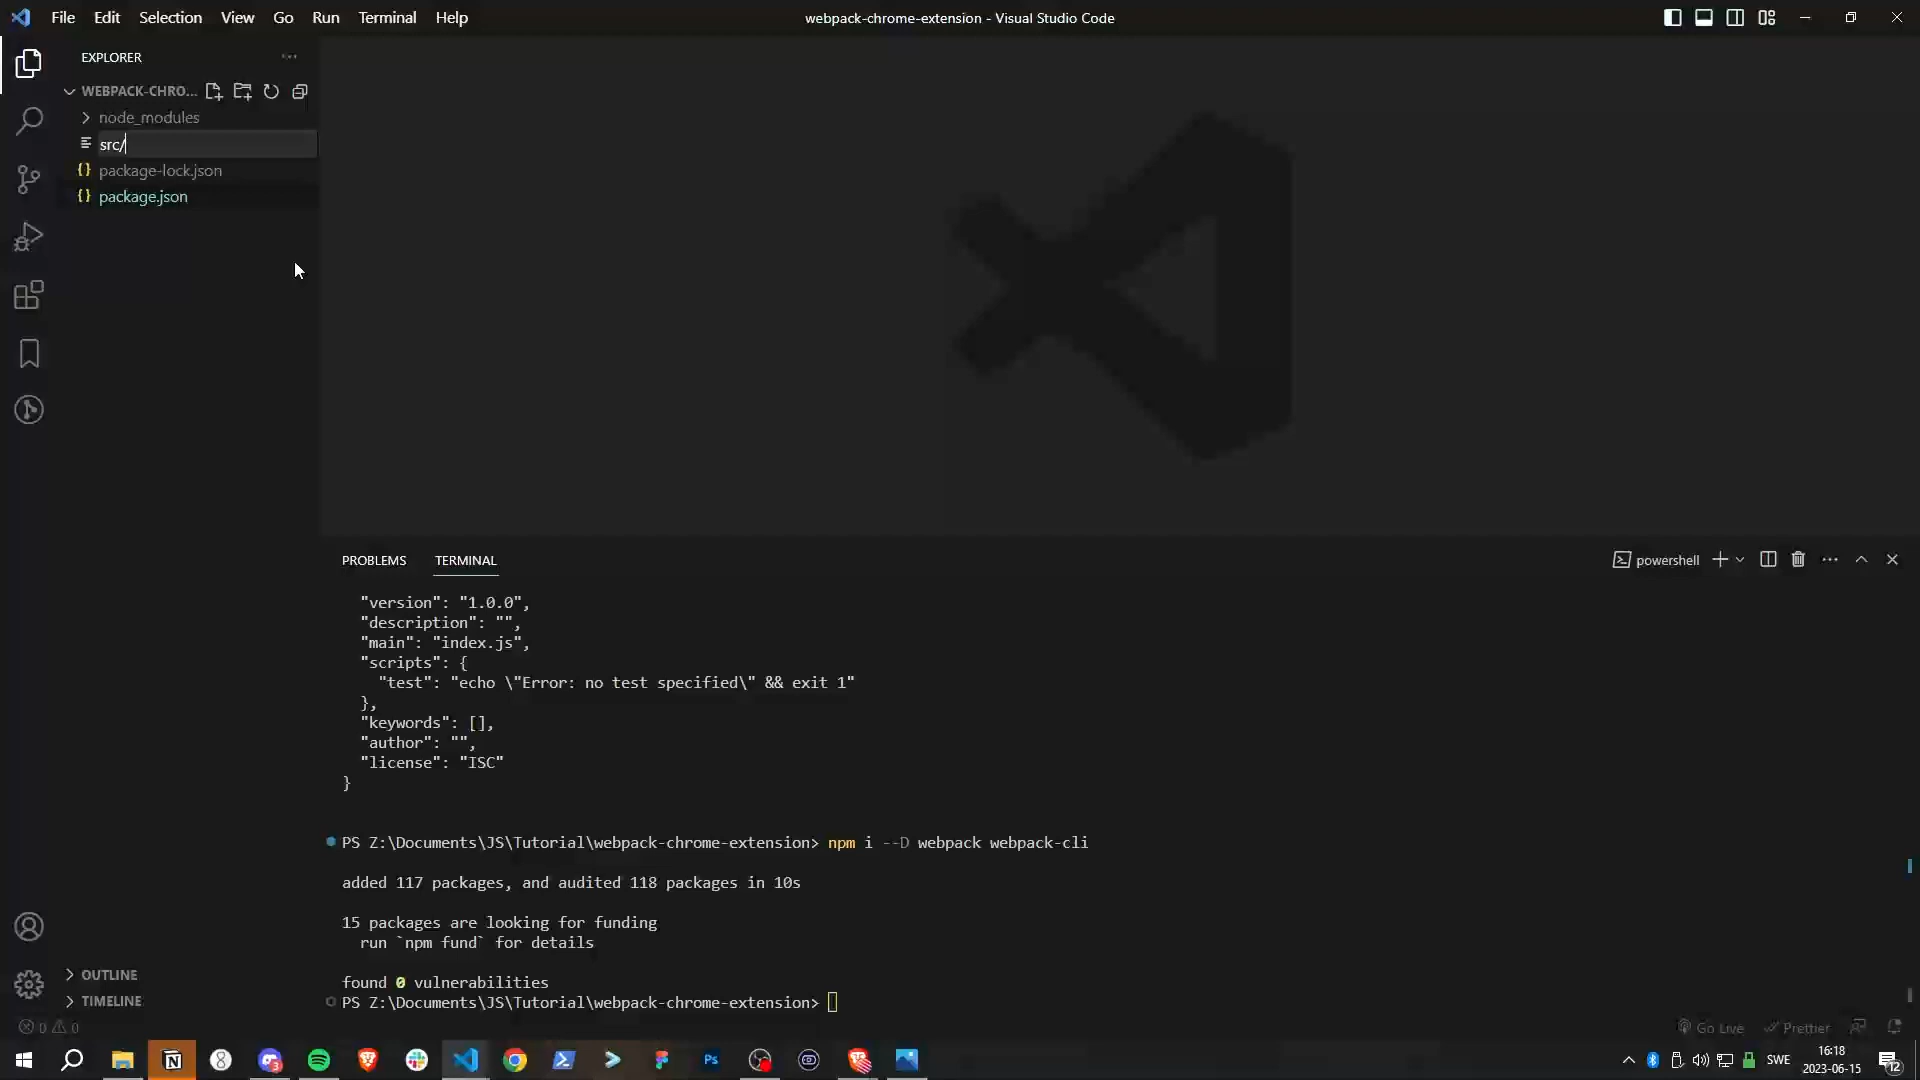 File Edit Selection View Go Run Terminal Help
webpack-chrome-extension - Visual Studio Code
EXPLORER
WEBPACK-CHRO...
node_modules
src/
package-lock.json
package.json
PROBLEMS TERMINAL
powershell
"version": "1.0.0",
"description": "",
"main": "index.js",
"scripts": {
"test": "echo \"Error: no test specified\" && exit 1"
},
"keywords": [],
"author": "",
"license": "ISC"
}
PS Z:\Documents\JS\Tutorial\webpack-chrome-extension> npm i --D webpack webpack-cli
added 117 packages, and audited 118 packages in 10s
15 packages are looking for funding
run `npm fund` for details
found 0 vulnerabilities
PS Z:\Documents\JS\Tutorial\webpack-chrome-extension>
OUTLINE
TIMELINE
0 0
Go Live Prettier
Ps
SWE
16:18
2023-06-15
12